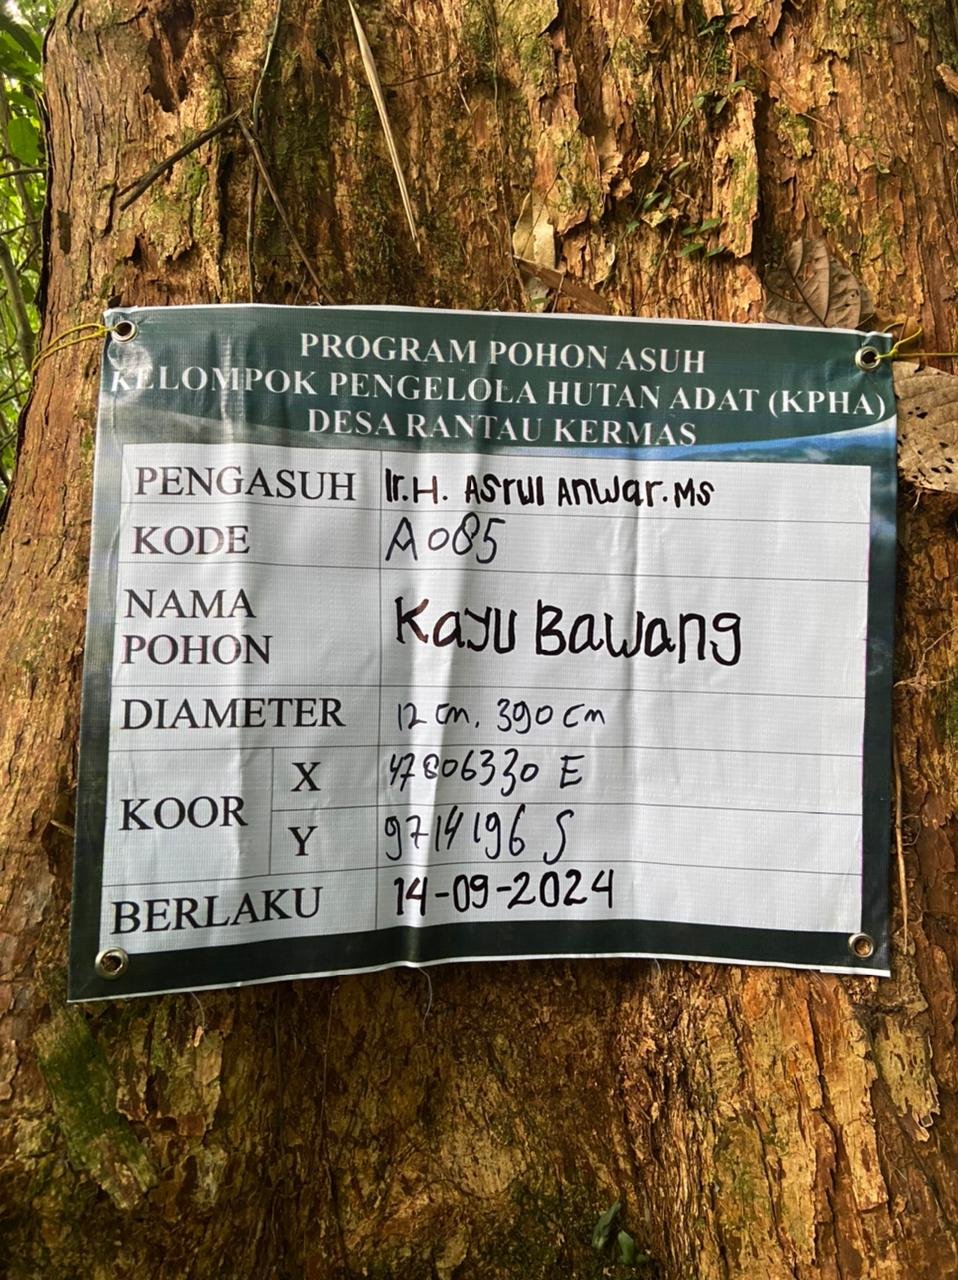 PROGRAM POHON ASUH
KELOMPOK PENGELOLA HUTAN ADAT (KPHA)
DESA RANTAU KERMAS
PENGASUH Ir. H. Asrul Anwar. MS
KODE A085
NAMA POHON Kayu Bawang
DIAMETER 12 cm. 390 cm
KOOR X 47806330 E
Y 9714196 S
BERLAKU 14-09-2024